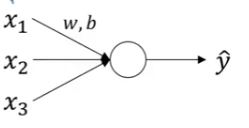 x₁ w, b
x₂ ŷ
x₃